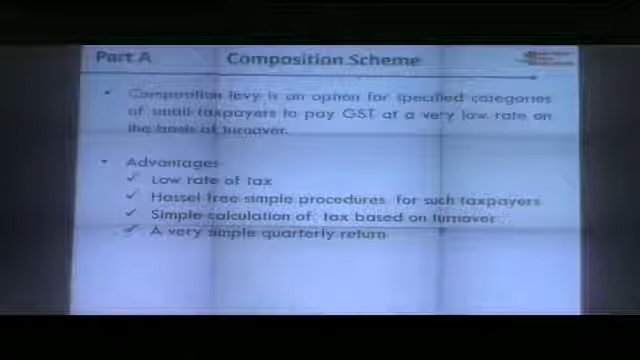 Part A Composition Scheme
• Composition levy is an option for specified categories
of small taxpayers to pay GST at a very low rate on
the basis of turnover.
• Advantages
✓ Low rate of tax
✓ Hassel free simple procedures for such taxpayers
✓ Simple calculation of tax based on turnover
✓ A very simple quarterly return